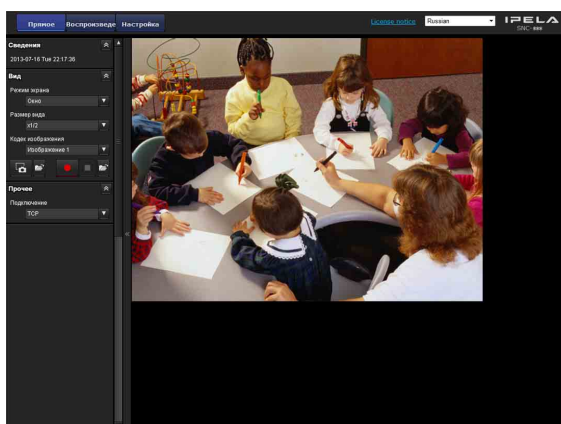 Прямое Воспроизведе Настройка License notice Russian IPELA
SNC-###
Сведения
2013-07-16 Tue 22:17:36
Вид
Режим экрана
Окно
Размер вида
x1/2
Кодек изображения
Изображение 1
Прочее
Подключение
TCP